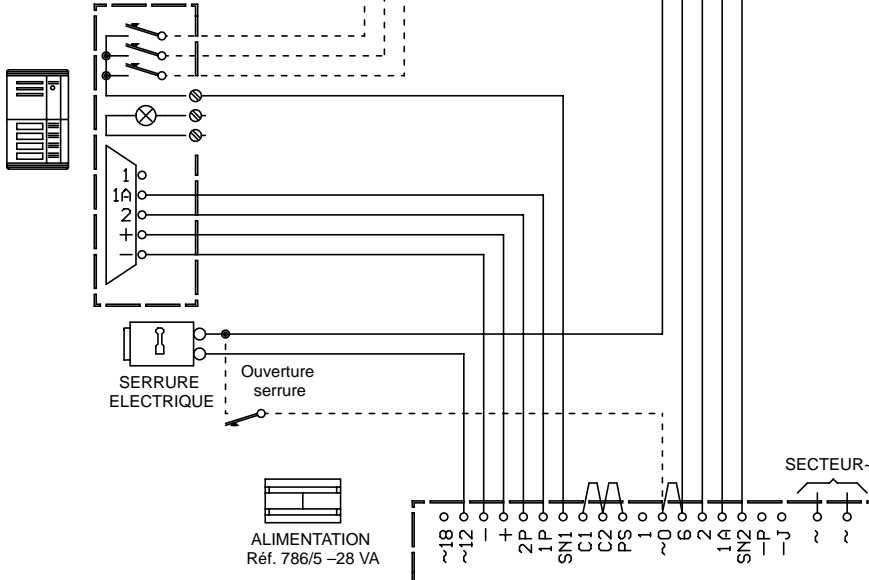 1
1A
2
+
−
SERRURE
ELECTRIQUE
Ouverture
serrure
SECTEUR~
ALIMENTATION
Réf. 786/5 –28 VA
~18
~12
−
+
2P
1P
SN1
C1
C2
PS
1
~0
6
2
1A
SN2
−P
−J
~
~